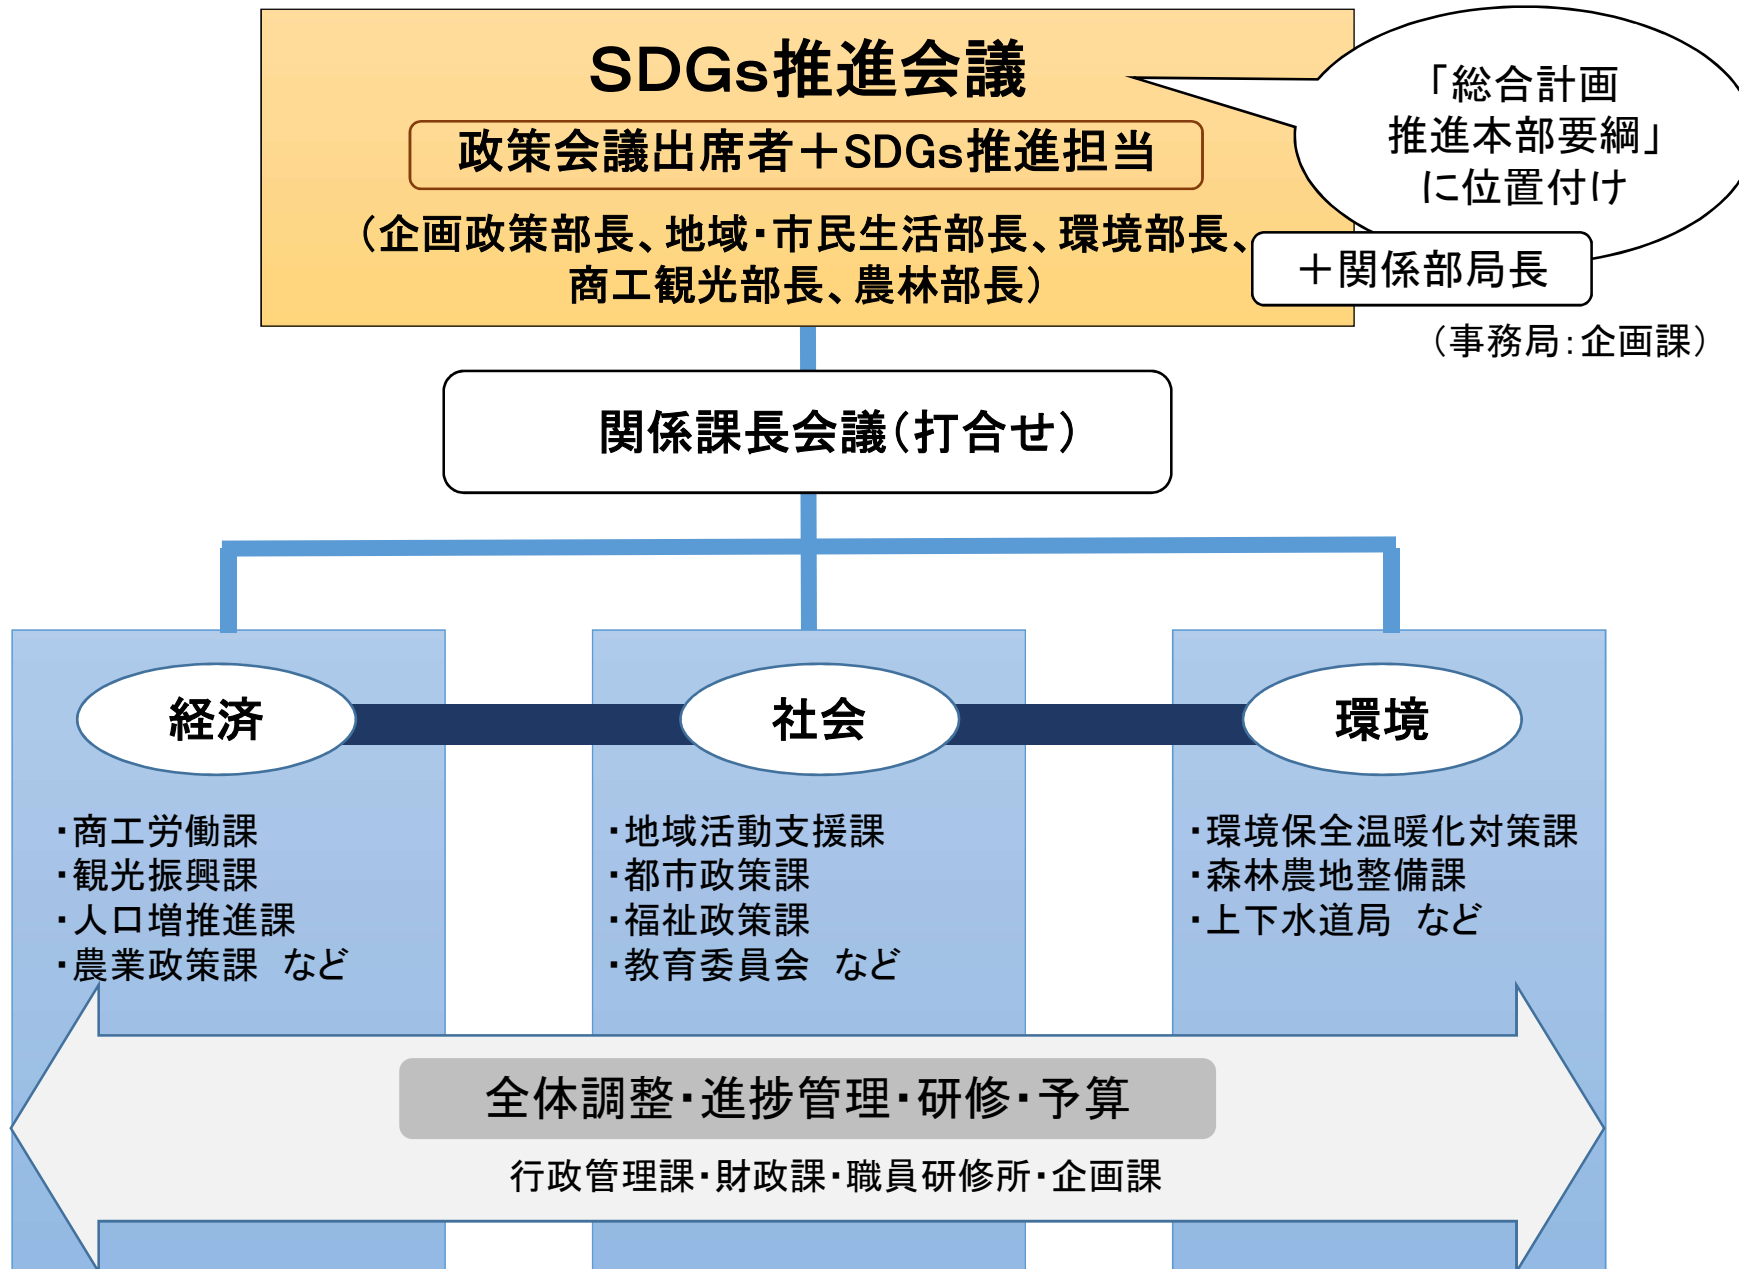 SDGs推進会議
政策会議出席者＋SDGs推進担当
（企画政策部長、地域・市民生活部長、環境部長、
商工観光部長、農林部長）
「総合計画
推進本部要綱」
に位置付け
＋関係部局長
（事務局：企画課）
関係課長会議（打合せ）
経済
・商工労働課
・観光振興課
・人口増推進課
・農業政策課　など
社会
・地域活動支援課
・都市政策課
・福祉政策課
・教育委員会　など
環境
・環境保全温暖化対策課
・森林農地整備課
・上下水道局　など
全体調整・進捗管理・研修・予算
行政管理課・財政課・職員研修所・企画課